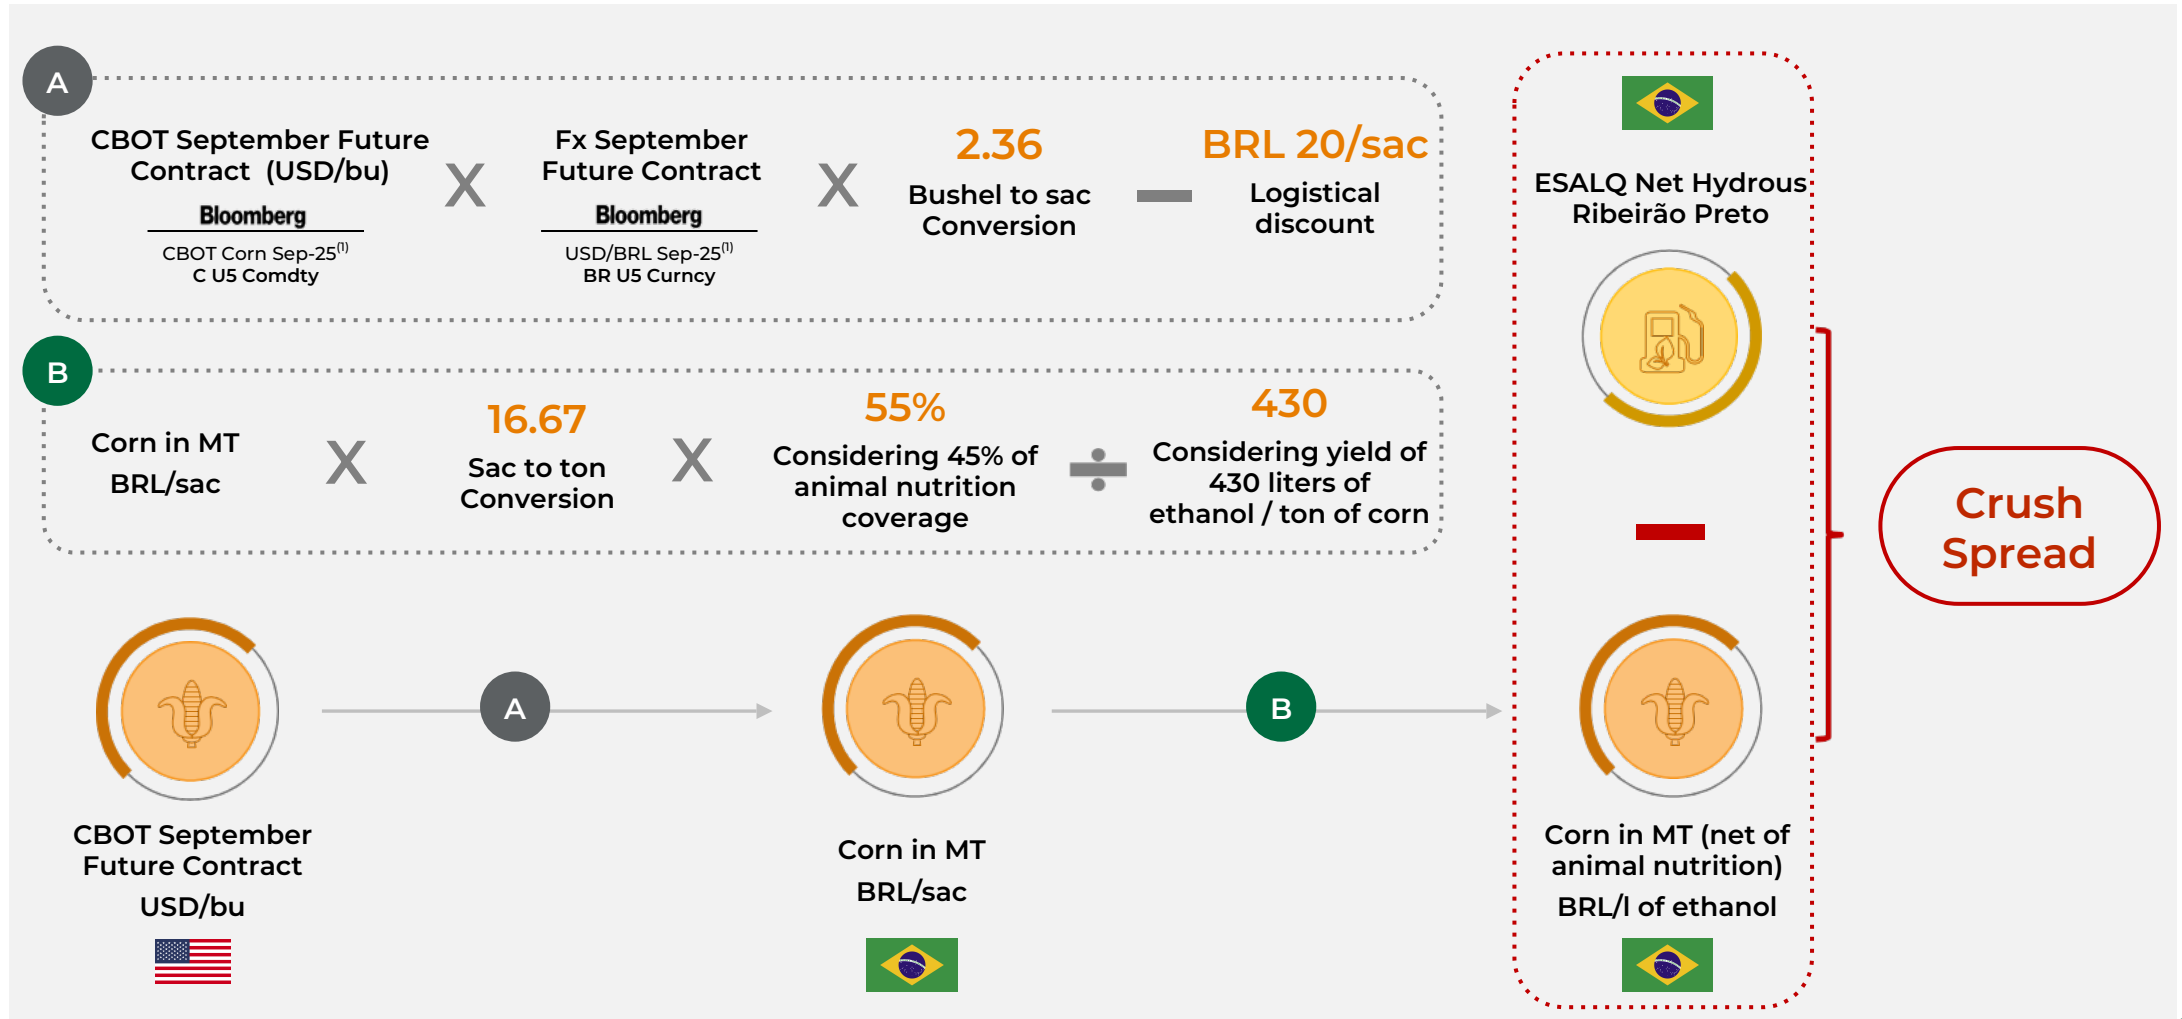 A
CBOT September Future
Contract (USD/bu)
Bloomberg
CBOT Corn Sep-25(1)
C U5 Comdty
X
Fx September
Future Contract
Bloomberg
USD/BRL Sep-25(1)
BR U5 Curncy
X
2.36
Bushel to sac
Conversion
BRL 20/sac
Logistical
discount
B
Corn in MT
BRL/sac
X
16.67
Sac to ton
Conversion
X
55%
Considering 45% of
animal nutrition
coverage
÷
430
Considering yield of
430 liters of
ethanol / ton of corn
CBOT September
Future Contract
USD/bu
A
Corn in MT
BRL/sac
B
ESALQ Net Hydrous
Ribeirão Preto
Corn in MT (net of
animal nutrition)
BRL/l of ethanol
Crush
Spread